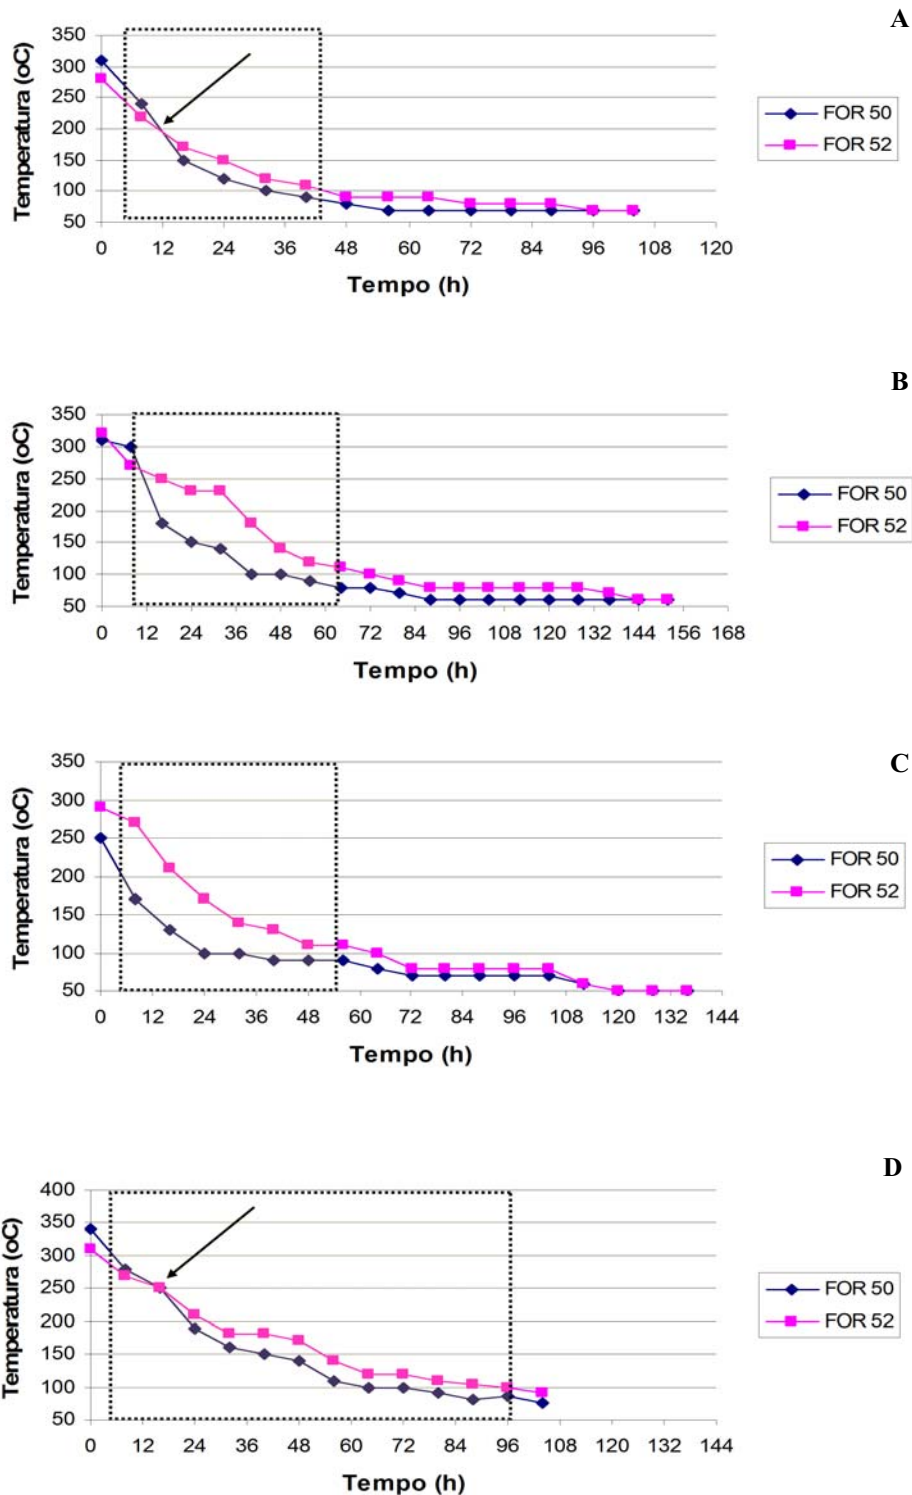 A
350
300
250
200
150
100
50
Temperatura (oC)
0 12 24 36 48 60 72 84 96 108 120
Tempo (h)
FOR 50
FOR 52
B
350
300
250
200
150
100
50
Temperatura (oC)
0 12 24 36 48 60 72 84 96 108 120 132 144 156 168
Tempo (h)
FOR 50
FOR 52
C
350
300
250
200
150
100
50
Temperatura (oC)
0 12 24 36 48 60 72 84 96 108 120 132 144
Tempo (h)
FOR 50
FOR 52
D
400
350
300
250
200
150
100
50
Temperatura (oC)
0 12 24 36 48 60 72 84 96 108 120 132 144
Tempo (h)
FOR 50
FOR 52